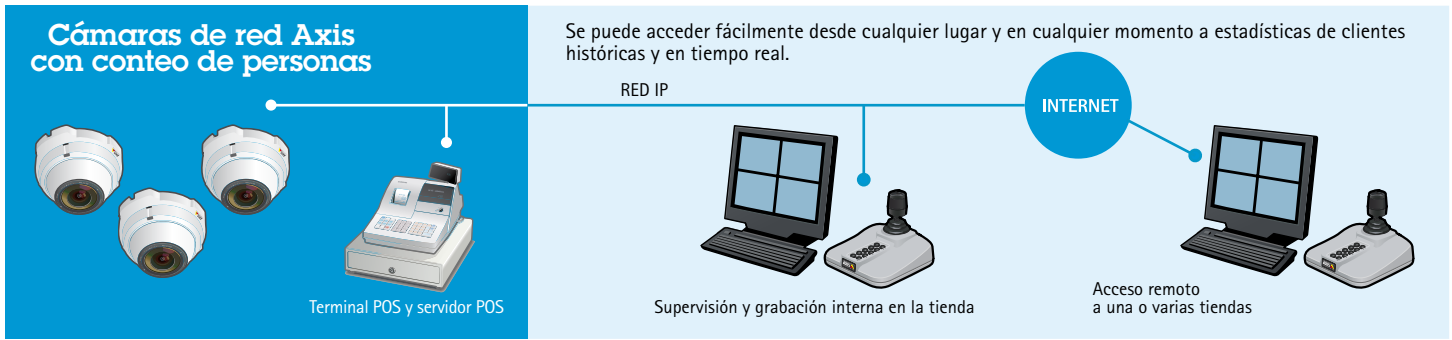 Cámaras de red Axis
con conteo de personas
Se puede acceder fácilmente desde cualquier lugar y en cualquier momento a estadísticas de clientes
históricas y en tiempo real.
RED IP
INTERNET
Terminal POS y servidor POS
Supervisión y grabación interna en la tienda
Acceso remoto
a una o varias tiendas